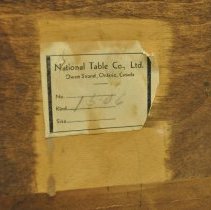 National Table Co., Ltd.
Owen Sound, Ontario, Canada
No.
Kind
Size